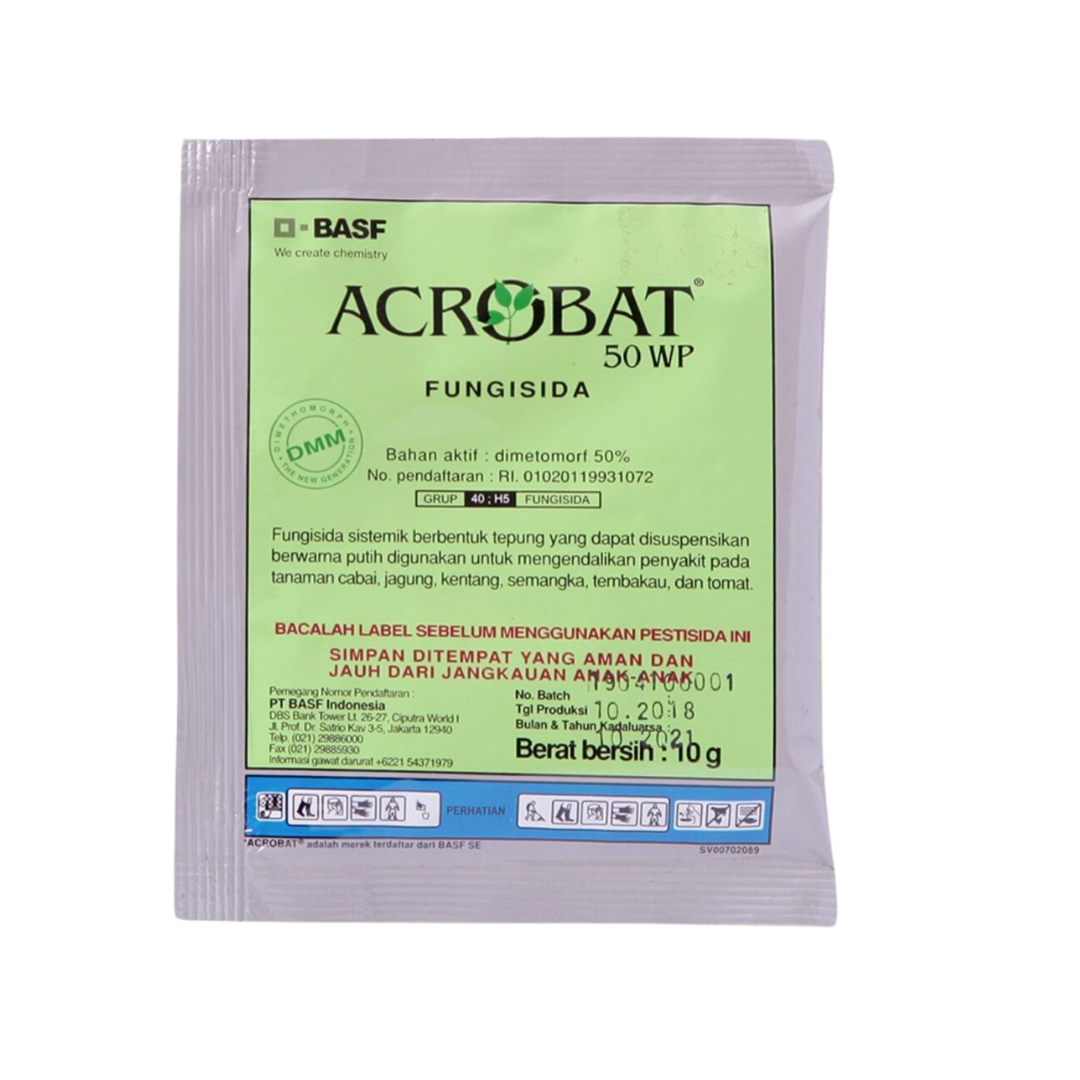 BASF
We create chemistry
ACROBAT®
50 WP
FUNGISIDA
DIMETHOMORPH
DMM
THE NEW GENERATION
Bahan aktif : dimetomorf 50%
No. pendaftaran : RI. 01020119931072
GRUP 40 ; H5 FUNGISIDA
Fungisida sistemik berbentuk tepung yang dapat disuspensikan
berwarna putih digunakan untuk mengendalikan penyakit pada
tanaman cabai, jagung, kentang, semangka, tembakau, dan tomat.
BACALAH LABEL SEBELUM MENGGUNAKAN PESTISIDA INI
SIMPAN DITEMPAT YANG AMAN DAN
JAUH DARI JANGKAUAN ANAK-ANAK
Pemegang Nomor Pendaftaran :
PT BASF Indonesia
DBS Bank Tower Lt. 26-27, Ciputra World I
Jl. Prof. Dr. Satrio Kav 3-5, Jakarta 12940
Telp. (021) 29886000
Fax (021) 29885930
Informasi gawat darurat +6221 54371979
No. Batch :
Tgl Produksi : 10.2018
Bulan & Tahun Kadaluarsa : 10.2021
Berat bersih : 10 g
PERHATIAN
"ACROBAT® adalah merek terdaftar dari BASF SE
SV00702089